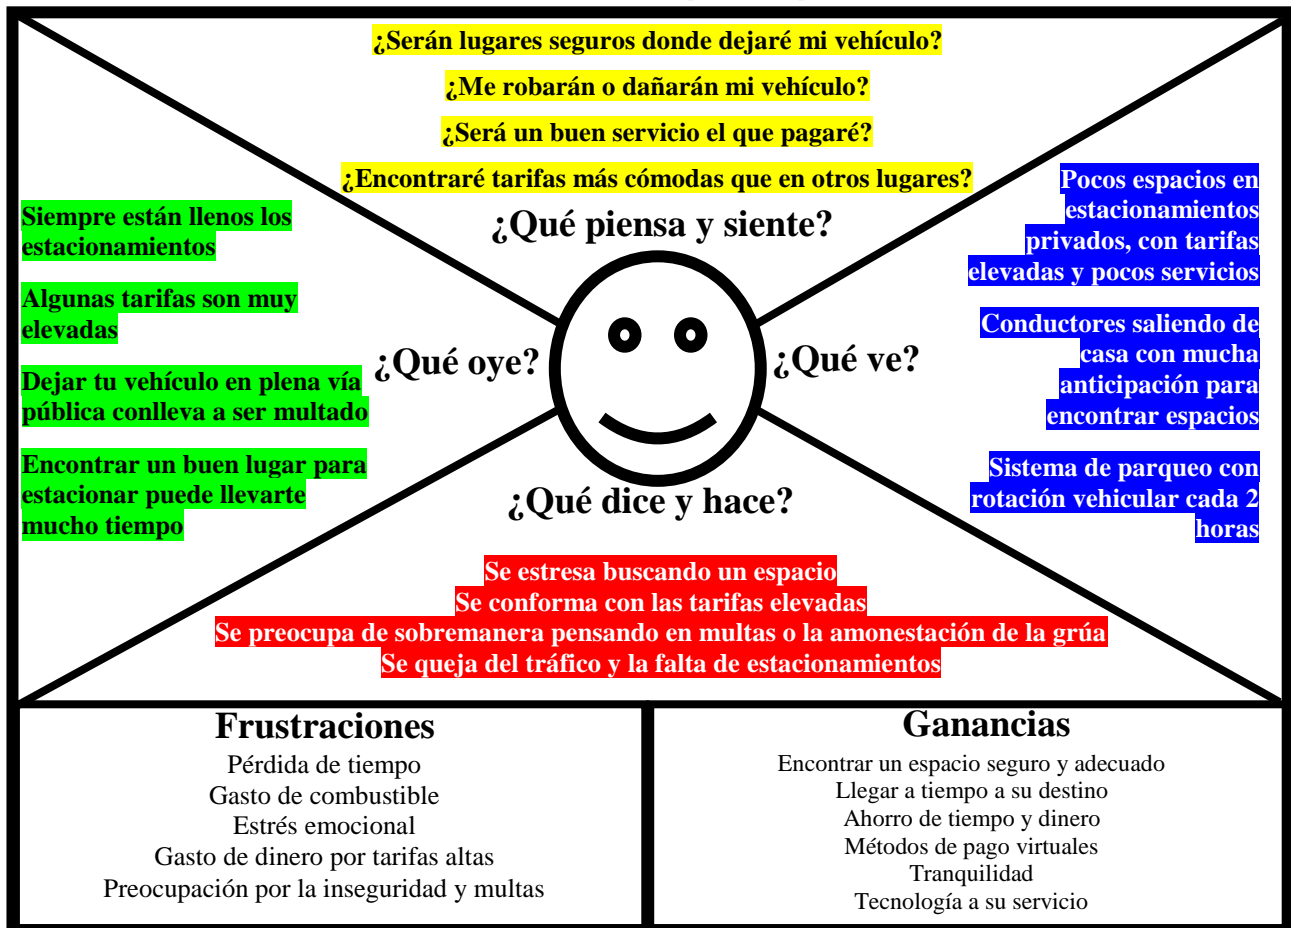 ¿Serán lugares seguros donde dejaré mi vehículo?
¿Me robarán o dañarán mi vehículo?
¿Será un buen servicio el que pagaré?
¿Encontraré tarifas más cómodas que en otros lugares?
¿Qué piensa y siente?
Siempre están llenos los
estacionamientos
Algunas tarifas son muy
elevadas
Dejar tu vehículo en plena vía
pública conlleva a ser multado
Encontrar un buen lugar para
estacionar puede llevarte
mucho tiempo
¿Qué oye?
¿Qué ve?
Pocos espacios en
estacionamientos
privados, con tarifas
elevadas y pocos servicios
Conductores saliendo de
casa con mucha
anticipación para
encontrar espacios
Sistema de parqueo con
rotación vehicular cada 2
horas
¿Qué dice y hace?
Se estresa buscando un espacio
Se conforma con las tarifas elevadas
Se preocupa de sobremanera pensando en multas o la amonestación de la grúa
Se queja del tráfico y la falta de estacionamientos
Frustraciones
Pérdida de tiempo
Gasto de combustible
Estrés emocional
Gasto de dinero por tarifas altas
Preocupación por la inseguridad y multas
Ganancias
Encontrar un espacio seguro y adecuado
Llegar a tiempo a su destino
Ahorro de tiempo y dinero
Métodos de pago virtuales
Tranquilidad
Tecnología a su servicio